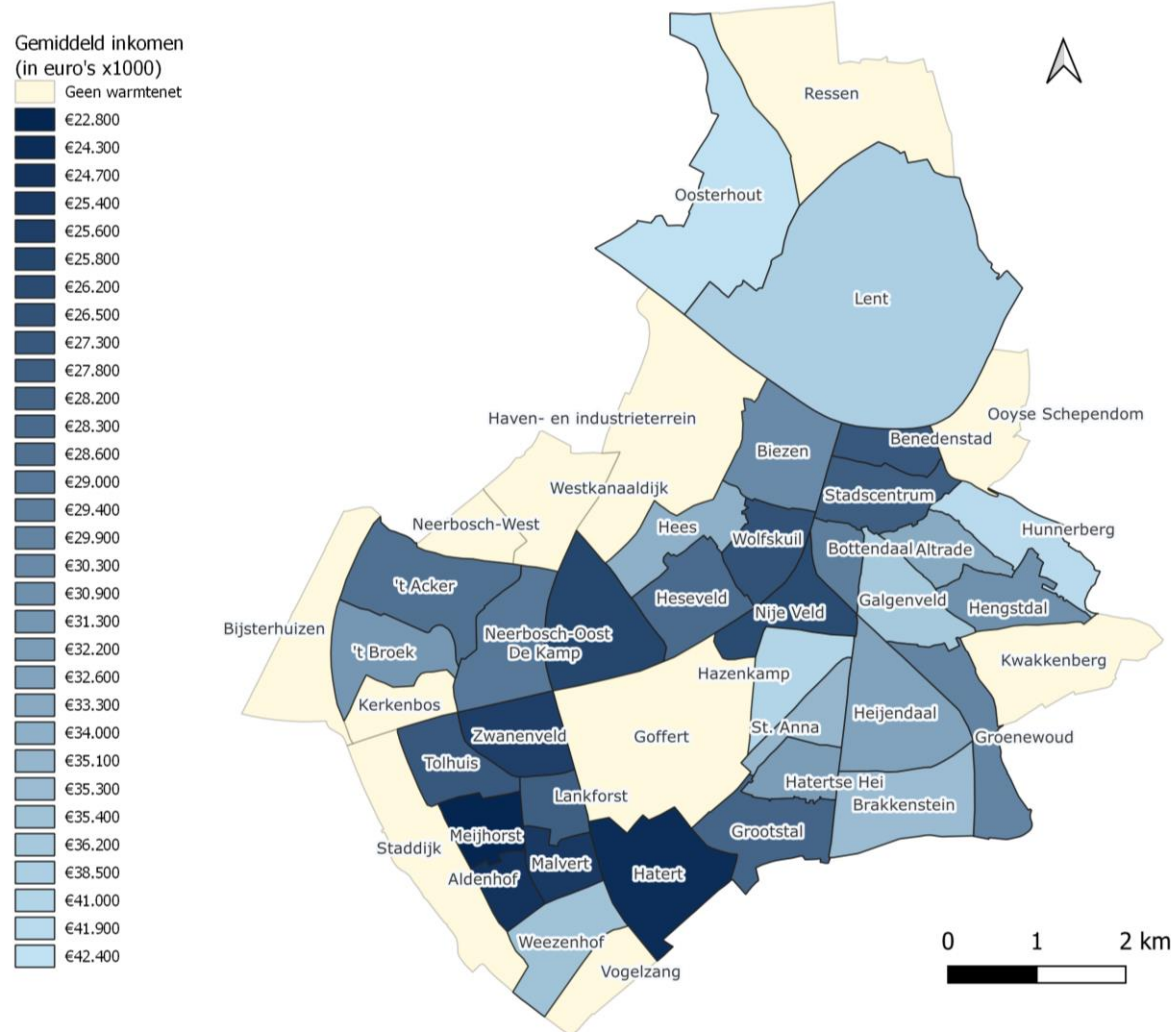 Gemiddeld inkomen
(in euro's x1000)
Geen warmtenet
€22.800
€24.300
€24.700
€25.400
€25.600
€25.800
€26.200
€26.500
€27.300
€27.800
€28.200
€28.300
€28.600
€29.000
€29.400
€29.900
€30.300
€30.900
€31.300
€32.200
€32.600
€33.300
€34.000
€35.100
€35.300
€35.400
€36.200
€38.500
€41.000
€41.900
€42.400
Ressen
Oosterhout
Lent
Ooyse Schependom
Haven- en industrieterrein
Benedenstad
Biezen
Westkanaaldijk
Stadscentrum
Neerbosch-West
Hees
Hunnerberg
Wolfskuil
Bottendaal
Altrade
't Acker
Heseveld
Galgenveld
Hengstdal
Nije Veld
Bijsterhuizen
Neerbosch-Oost
De Kamp
't Broek
Kwakkenberg
Hazenkamp
Kerkenbos
Heijendaal
St. Anna
Zwanenveld
Goffert
Groenewoud
Tolhuis
Hatertse Hei
Lankforst
Brakkenstein
Grootstal
Meijhorst
Staddijk
Malvert
Hatert
Aldenhof
Weezenhof
Vogelzang
0 1 2 km